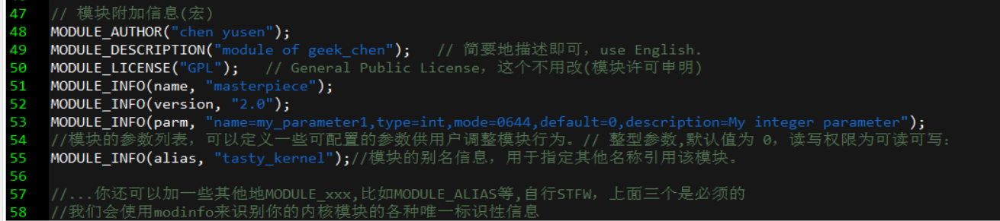 47 // 模块附加信息(宏)
48 MODULE_AUTHOR("chen yusen");
49 MODULE_DESCRIPTION("module of geek_chen"); // 简要地描述即可，use English.
50 MODULE_LICENSE("GPL"); // General Public License，这个不用改(模块许可申明)
51 MODULE_INFO(name, "masterpiece");
52 MODULE_INFO(version, "2.0");
53 MODULE_INFO(parm, "name=my_parameter1,type=int,mode=0644,default=0,description=My integer parameter");
54 //模块的参数列表，可以定义一些可配置的参数供用户调整模块行为。// 整型参数,默认值为 0，读写权限为可读可写：
55 MODULE_INFO(alias, "tasty_kernel");//模块的别名信息，用于指定其他名称引用该模块。
56
57 //...你还可以加一些其他地MODULE_xxx,比如MODULE_ALIAS等,自行STFW，上面三个是必须的
58 //我们会使用modinfo来识别你的内核模块的各种唯一标识性信息